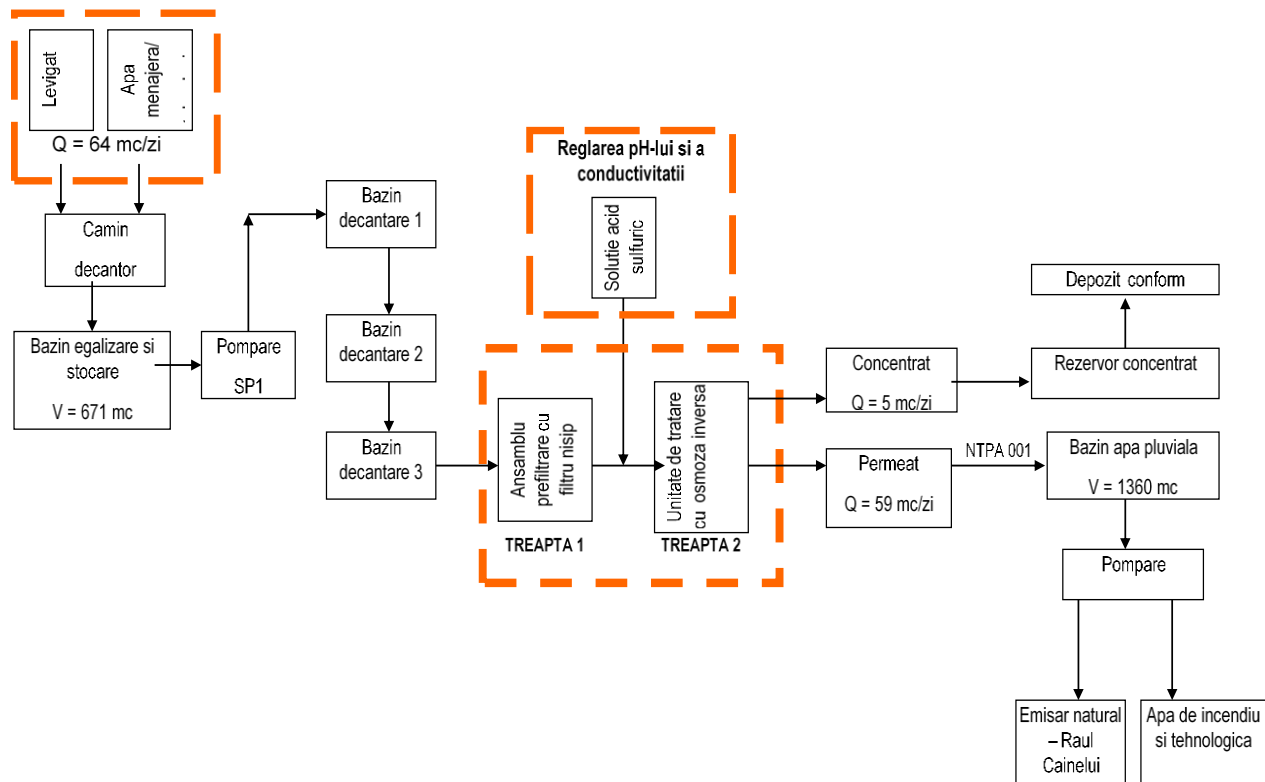 Levigat
Apa
menajera/
Q = 64 mc/zi
Camin
decantor
Bazin egalizare si
stocare
V = 671 mc
Pompare
SP1
Bazin
decantare 1
Bazin
decantare 2
Bazin
decantare 3
Reglarea pH-lui si a
conductivitatii
Solutie acid
sulfuric
Ansamblu
prefiltrare cu
filtru nisip
TREAPTA 1
Unitate de tratare
cu osmoza inversa
TREAPTA 2
Concentrat
Q = 5 mc/zi
Rezervor concentrat
Depozit conform
Permeat
Q = 59 mc/zi
NTPA 001
Bazin apa pluviala
V = 1360 mc
Pompare
Emisar natural
– Raul
Cainelui
Apa de incendiu
si tehnologica